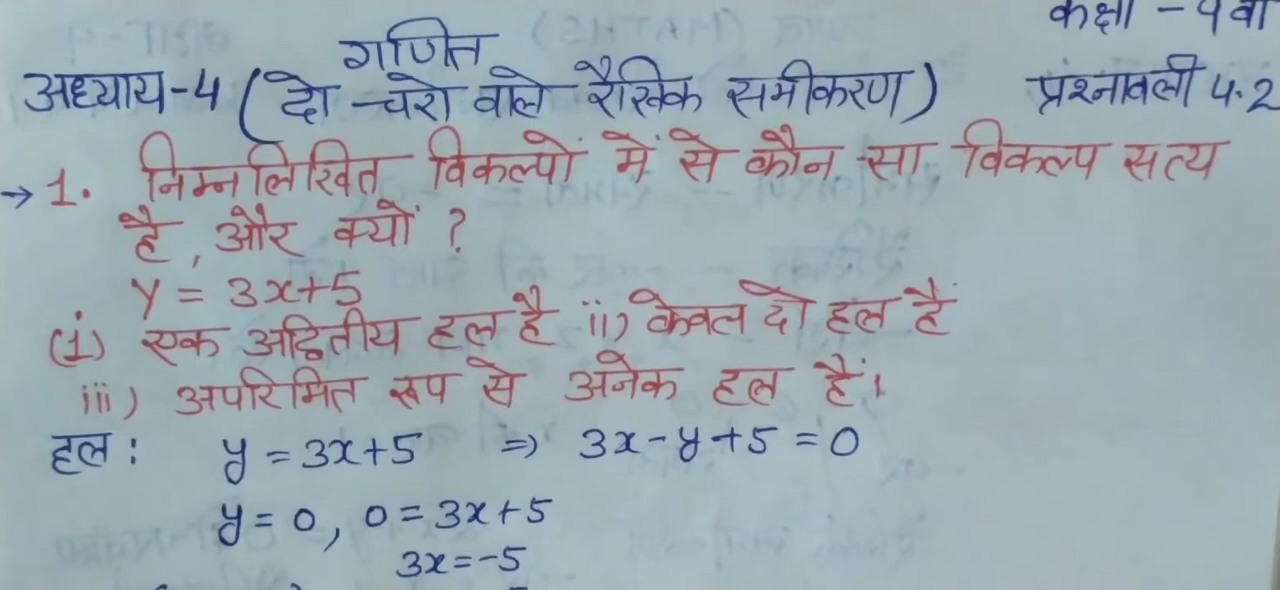 कक्षा - 9वीं
गणित
अध्याय-4 (दो चरो वाले रैखिक समीकरण) प्रश्नावली 4.2
→ 1. निम्नलिखित विकल्पों में से कौन सा विकल्प सत्य
है, और क्यों ?
y = 3x+5
(i) एक अद्वितीय हल है ii) केवल दो हल हैं
iii) अपरिमित रूप से अनेक हल हैं।
हल : y = 3x+5 ⇒ 3x-y+5 = 0
y = 0, 0 = 3x+5
3x = -5